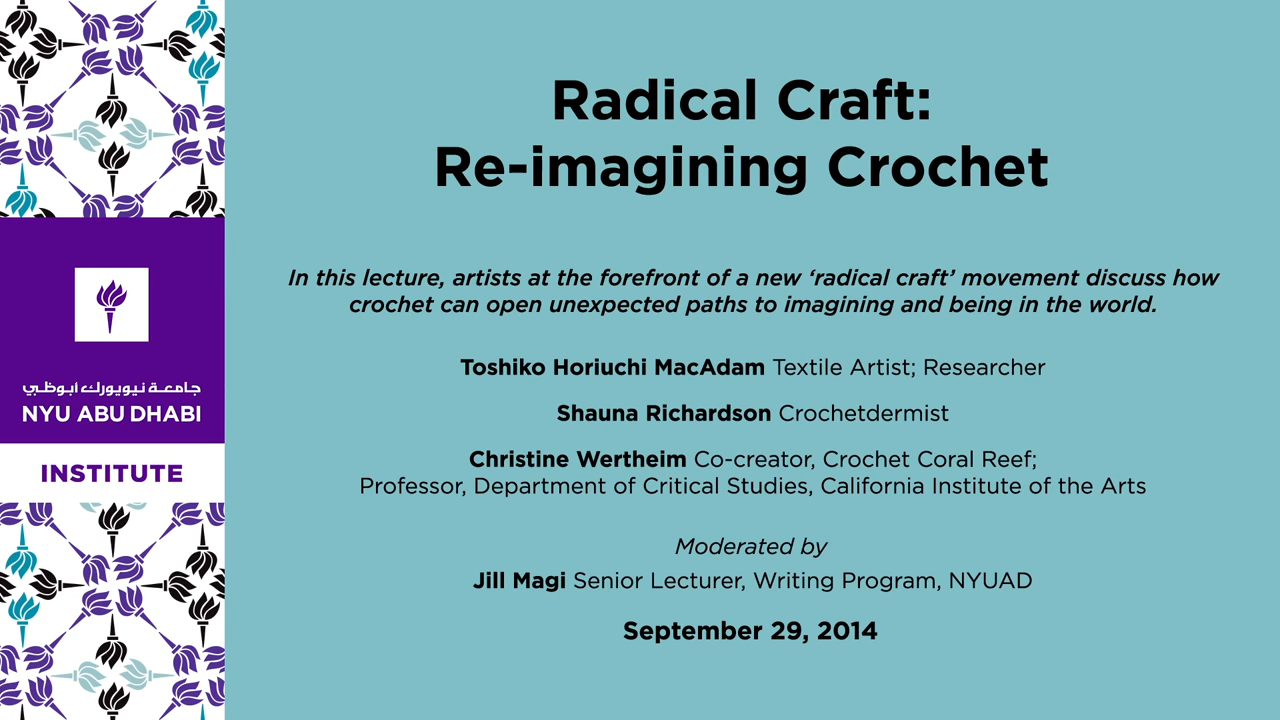 Radical Craft:
Re-imagining Crochet
In this lecture, artists at the forefront of a new ‘radical craft’ movement discuss how
crochet can open unexpected paths to imagining and being in the world.
Toshiko Horiuchi MacAdam Textile Artist; Researcher
Shauna Richardson Crochetdermist
Christine Wertheim Co-creator, Crochet Coral Reef;
Professor, Department of Critical Studies, California Institute of the Arts
Moderated by
Jill Magi Senior Lecturer, Writing Program, NYUAD
September 29, 2014
جامعة نيويورك أبوظبي
NYU ABU DHABI
INSTITUTE